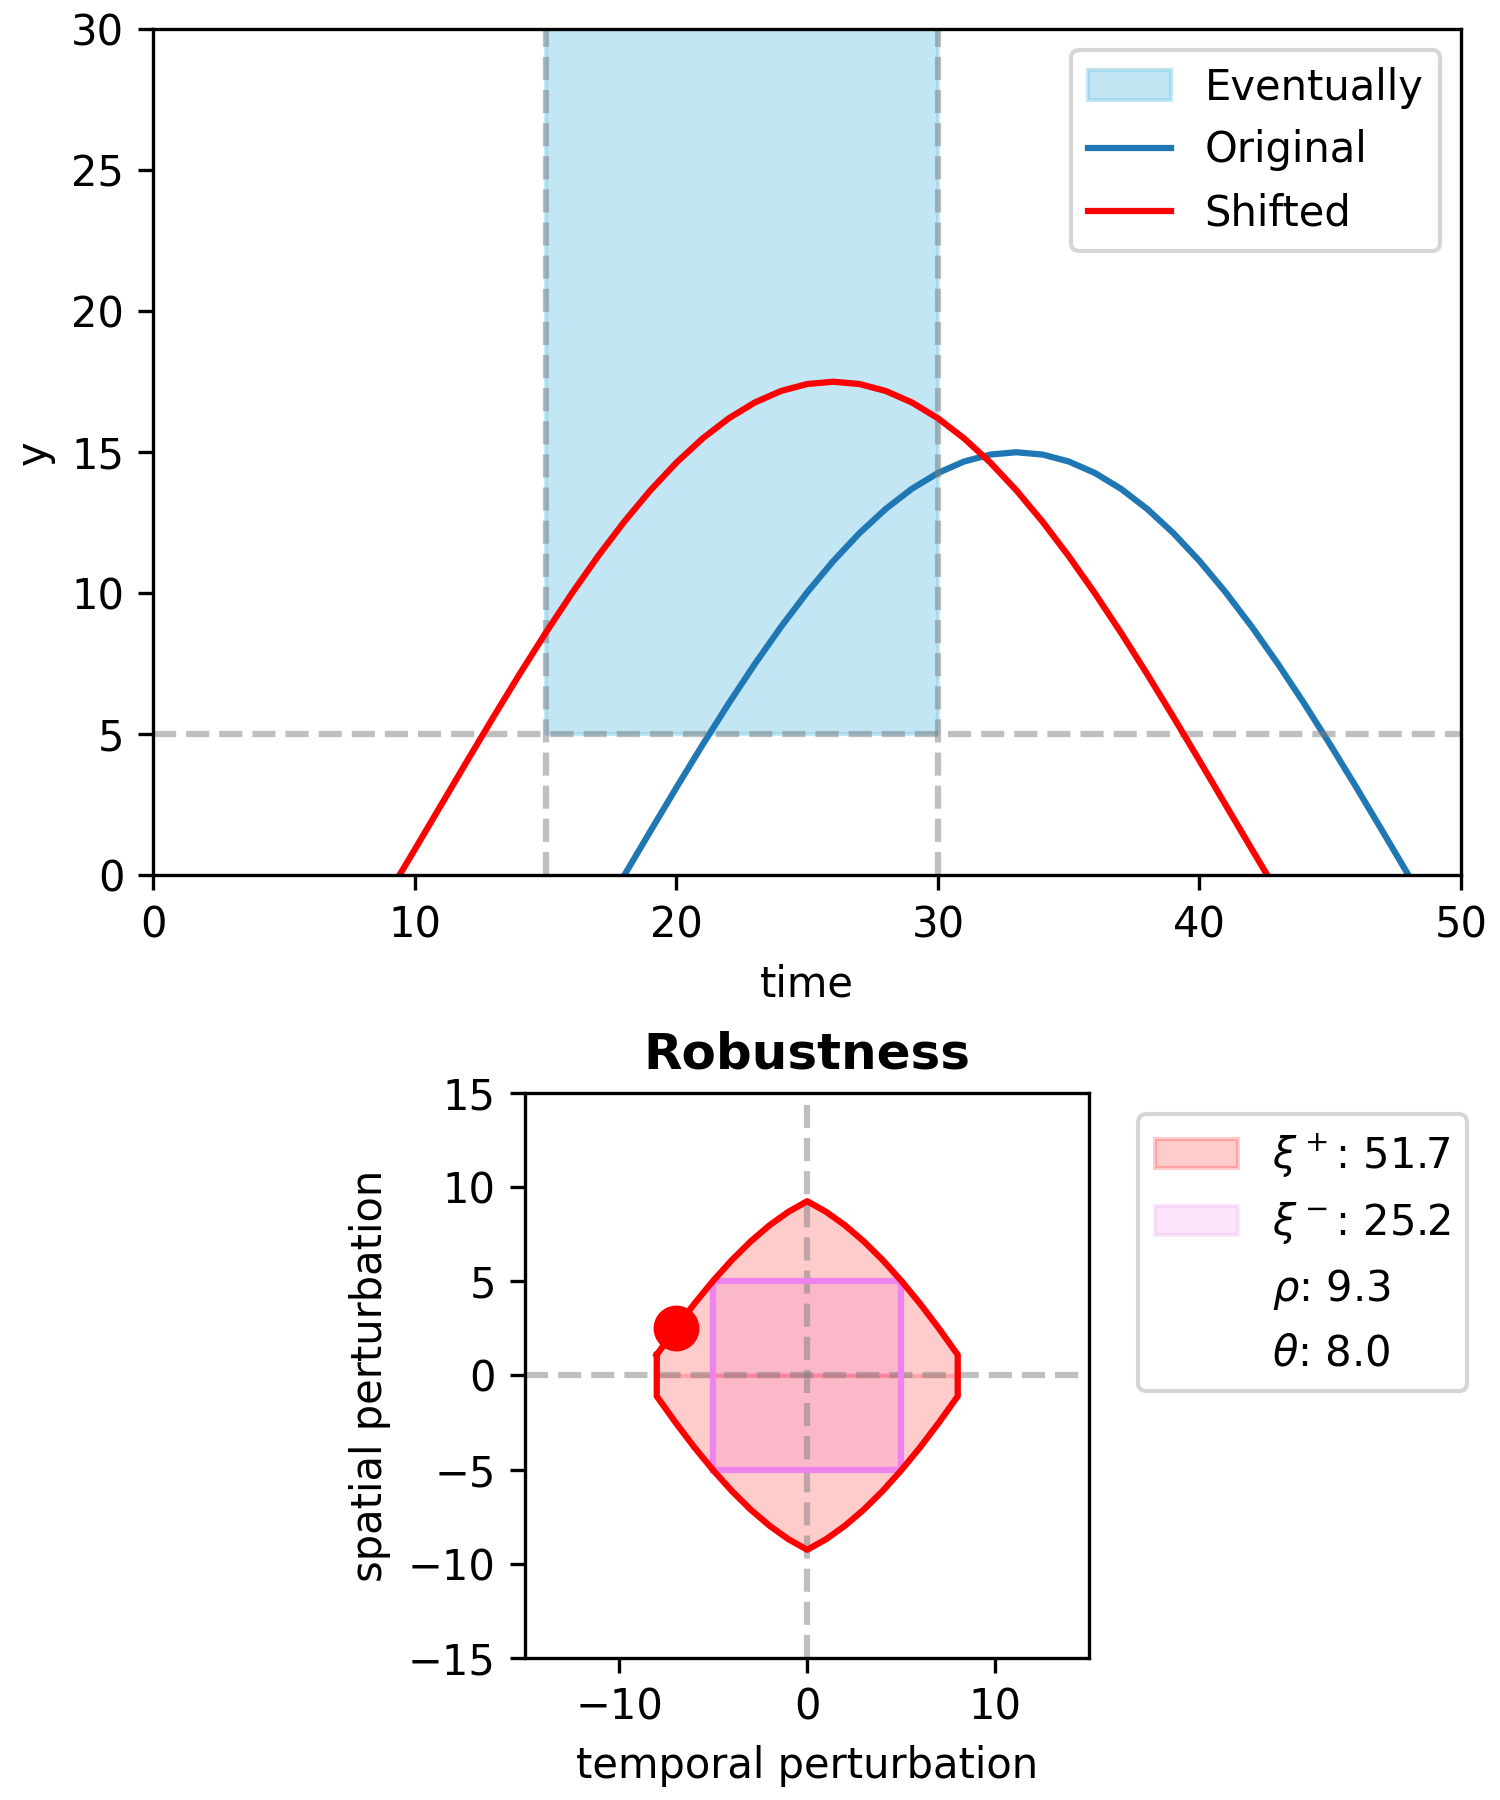 30
25
20
15
10
5
0
y
0 10 20 30 40 50
time
Eventually
Original
Shifted
Robustness
15
10
5
0
−5
−10
−15
spatial perturbation
−10 0 10
temporal perturbation
ξ⁺: 51.7
ξ⁻: 25.2
ρ: 9.3
θ: 8.0